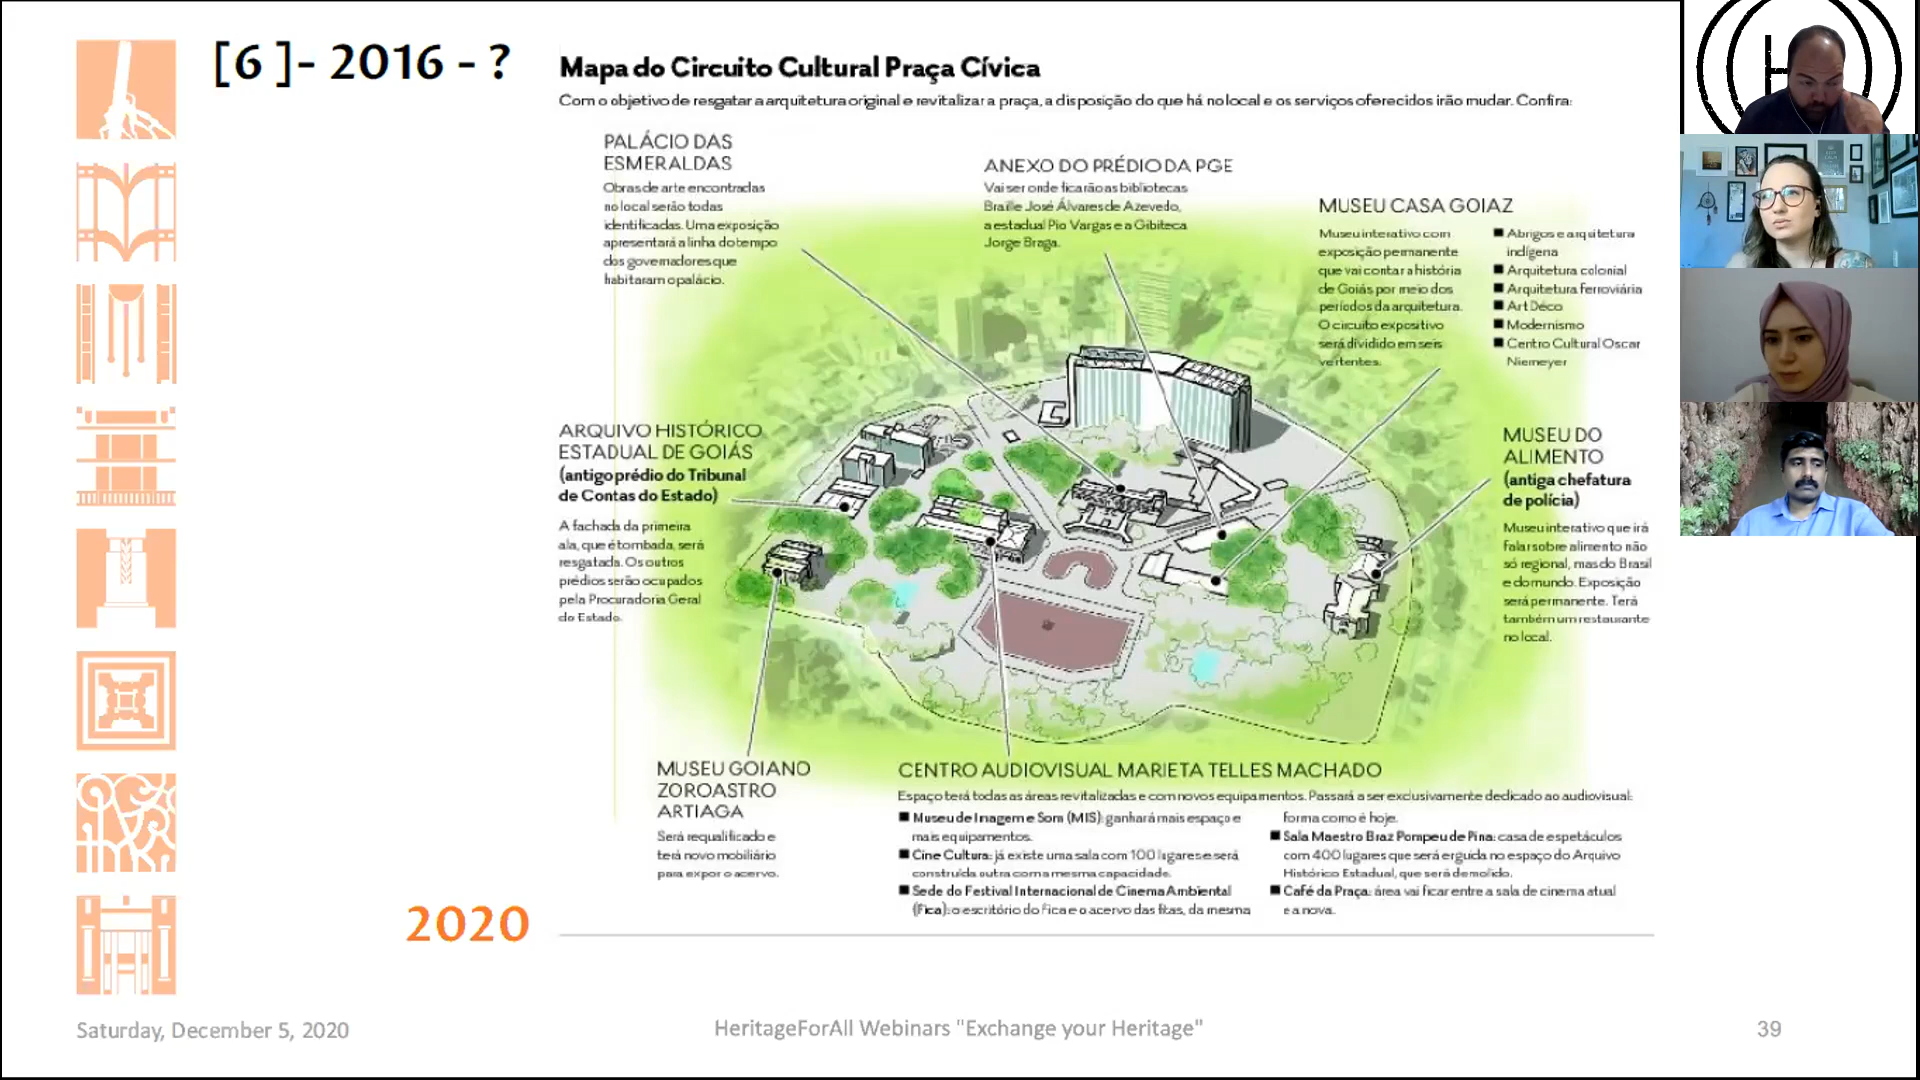 [6 ]- 2016 - ?
Mapa do Circuito Cultural Praça Cívica
Com o objetivo de resgatar a arquitetura original e revitalizar a praça, a disposição do que há no local e os serviços oferecidos irão mudar. Confira:
PALÁCIO DAS
ESMERALDAS
Obras de arte encontradas
no local serão todas
identificadas. Uma exposição
apresentará a linha do tempo
dos governadores que
habitaram o palácio.
ANEXO DO PRÉDIO DA PGE
Vai ser onde ficarão as bibliotecas
Braille José Álvares de Azevedo,
a estadual Pio Vargas e a Gibiteca
Jorge Braga.
MUSEU CASA GOIAZ
Museu interativo com
exposição permanente
que vai contar a história
de Goiás por meio dos
períodos da arquitetura.
O circuito expositivo
será dividido em seis
vertentes.
■ Abrigos e arquitetura
indígena
■ Arquitetura colonial
■ Arquitetura ferroviária
■ Art Déco
■ Modernismo
■ Centro Cultural Oscar
Niemeyer
ARQUIVO HISTÓRICO
ESTADUAL DE GOIÁS
(antigo prédio do Tribunal
de Contas do Estado)
A fachada da primeira
ala, que é tombada, será
resgatada. Os outros
prédios serão ocupados
pela Procuradoria Geral
do Estado.
MUSEU DO
ALIMENTO
(antiga chefatura
de polícia)
Museu interativo que irá
falar sobre alimento não
só regional, mas do Brasil
e do mundo. Exposição
será permanente. Terá
também um restaurante
no local.
MUSEU GOIANO
ZOROASTRO
ARTIAGA
Será requalificado e
terá novo mobiliário
para expor o acervo.
CENTRO AUDIOVISUAL MARIETA TELLES MACHADO
Espaço terá todas as áreas revitalizadas e com novos equipamentos. Passará a ser exclusivamente dedicado ao audiovisual:
■ Museu de Imagem e Som (MIS): ganhará mais espaço e
mais equipamentos.
■ Cine Cultura: já existe uma sala com 100 lugares e será
construída outra com a mesma capacidade.
■ Sede do Festival Internacional de Cinema Ambiental
(Fica): o escritório do Fica e o acervo das fitas, da mesma
forma como é hoje.
■ Sala Maestro Braz Pompeu de Pina: casa de espetáculos
com 400 lugares que será erguida no espaço do Arquivo
Histórico Estadual, que será demolido.
■ Café da Praça: área vai ficar entre a sala de cinema atual
e a nova.
2020
Saturday, December 5, 2020
HeritageForAll Webinars "Exchange your Heritage"
39